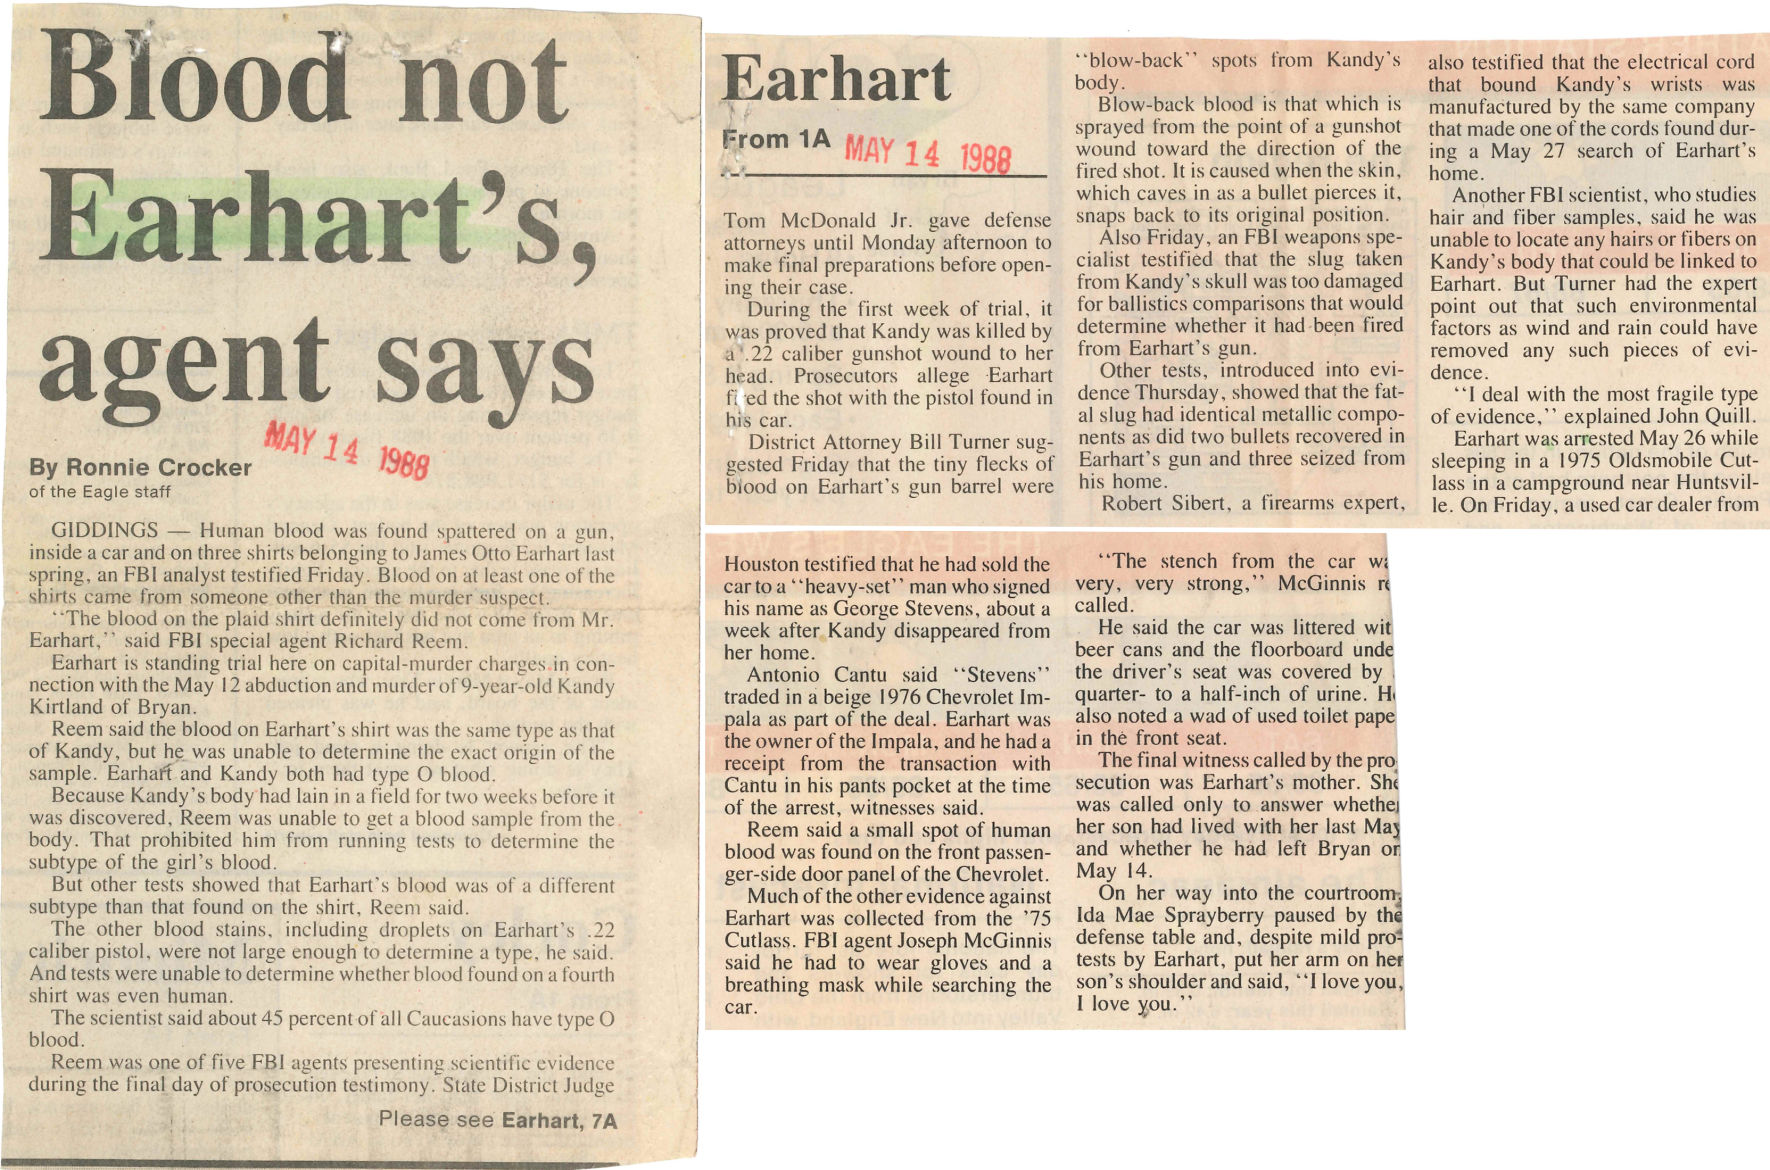 Blood not
Earhart's,
agent says
MAY 14 1988
By Ronnie Crocker
of the Eagle staff
GIDDINGS — Human blood was found spattered on a gun,
inside a car and on three shirts belonging to James Otto Earhart last
spring, an FBI analyst testified Friday. Blood on at least one of the
shirts came from someone other than the murder suspect.
"The blood on the plaid shirt definitely did not come from Mr.
Earhart," said FBI special agent Richard Reem.
Earhart is standing trial here on capital-murder charges in con-
nection with the May 12 abduction and murder of 9-year-old Kandy
Kirtland of Bryan.
Reem said the blood on Earhart's shirt was the same type as that
of Kandy, but he was unable to determine the exact origin of the
sample. Earhart and Kandy both had type O blood.
Because Kandy's body had lain in a field for two weeks before it
was discovered, Reem was unable to get a blood sample from the
body. That prohibited him from running tests to determine the
subtype of the girl's blood.
But other tests showed that Earhart's blood was of a different
subtype than that found on the shirt, Reem said.
The other blood stains, including droplets on Earhart's .22
caliber pistol, were not large enough to determine a type, he said.
And tests were unable to determine whether blood found on a fourth
shirt was even human.
The scientist said about 45 percent of all Caucasions have type O
blood.
Reem was one of five FBI agents presenting scientific evidence
during the final day of prosecution testimony. State District Judge
Please see Earhart, 7A
Earhart
From 1A
MAY 14 1988
Tom McDonald Jr. gave defense
attorneys until Monday afternoon to
make final preparations before open-
ing their case.
During the first week of trial, it
was proved that Kandy was killed by
a .22 caliber gunshot wound to her
head. Prosecutors allege Earhart
fired the shot with the pistol found in
his car.
District Attorney Bill Turner sug-
gested Friday that the tiny flecks of
blood on Earhart's gun barrel were
"blow-back" spots from Kandy's
body.
Blow-back blood is that which is
sprayed from the point of a gunshot
wound toward the direction of the
fired shot. It is caused when the skin,
which caves in as a bullet pierces it,
snaps back to its original position.
Also Friday, an FBI weapons spe-
cialist testified that the slug taken
from Kandy's skull was too damaged
for ballistics comparisons that would
determine whether it had been fired
from Earhart's gun.
Other tests, introduced into evi-
dence Thursday, showed that the fat-
al slug had identical metallic compo-
nents as did two bullets recovered in
Earhart's gun and three seized from
his home.
Robert Sibert, a firearms expert,
also testified that the electrical cord
that bound Kandy's wrists was
manufactured by the same company
that made one of the cords found dur-
ing a May 27 search of Earhart's
home.
Another FBI scientist, who studies
hair and fiber samples, said he was
unable to locate any hairs or fibers on
Kandy's body that could be linked to
Earhart. But Turner had the expert
point out that such environmental
factors as wind and rain could have
removed any such pieces of evi-
dence.
"I deal with the most fragile type
of evidence," explained John Quill.
Earhart was arrested May 26 while
sleeping in a 1975 Oldsmobile Cut-
lass in a campground near Huntsvil-
le. On Friday, a used car dealer from
Houston testified that he had sold the
car to a "heavy-set" man who signed
his name as George Stevens, about a
week after Kandy disappeared from
her home.
Antonio Cantu said "Stevens"
traded in a beige 1976 Chevrolet Im-
pala as part of the deal. Earhart was
the owner of the Impala, and he had a
receipt from the transaction with
Cantu in his pants pocket at the time
of the arrest, witnesses said.
Reem said a small spot of human
blood was found on the front passen-
ger-side door panel of the Chevrolet.
Much of the other evidence against
Earhart was collected from the '75
Cutlass. FBI agent Joseph McGinnis
said he had to wear gloves and a
breathing mask while searching the
car.
"The stench from the car wa
very, very strong," McGinnis re
called.
He said the car was littered wit
beer cans and the floorboard unde
the driver's seat was covered by
quarter- to a half-inch of urine. He
also noted a wad of used toilet pape
in the front seat.
The final witness called by the pro
secution was Earhart's mother. She
was called only to answer whether
her son had lived with her last May
and whether he had left Bryan on
May 14.
On her way into the courtroom,
Ida Mae Sprayberry paused by the
defense table and, despite mild pro-
tests by Earhart, put her arm on her
son's shoulder and said, "I love you,
I love you."